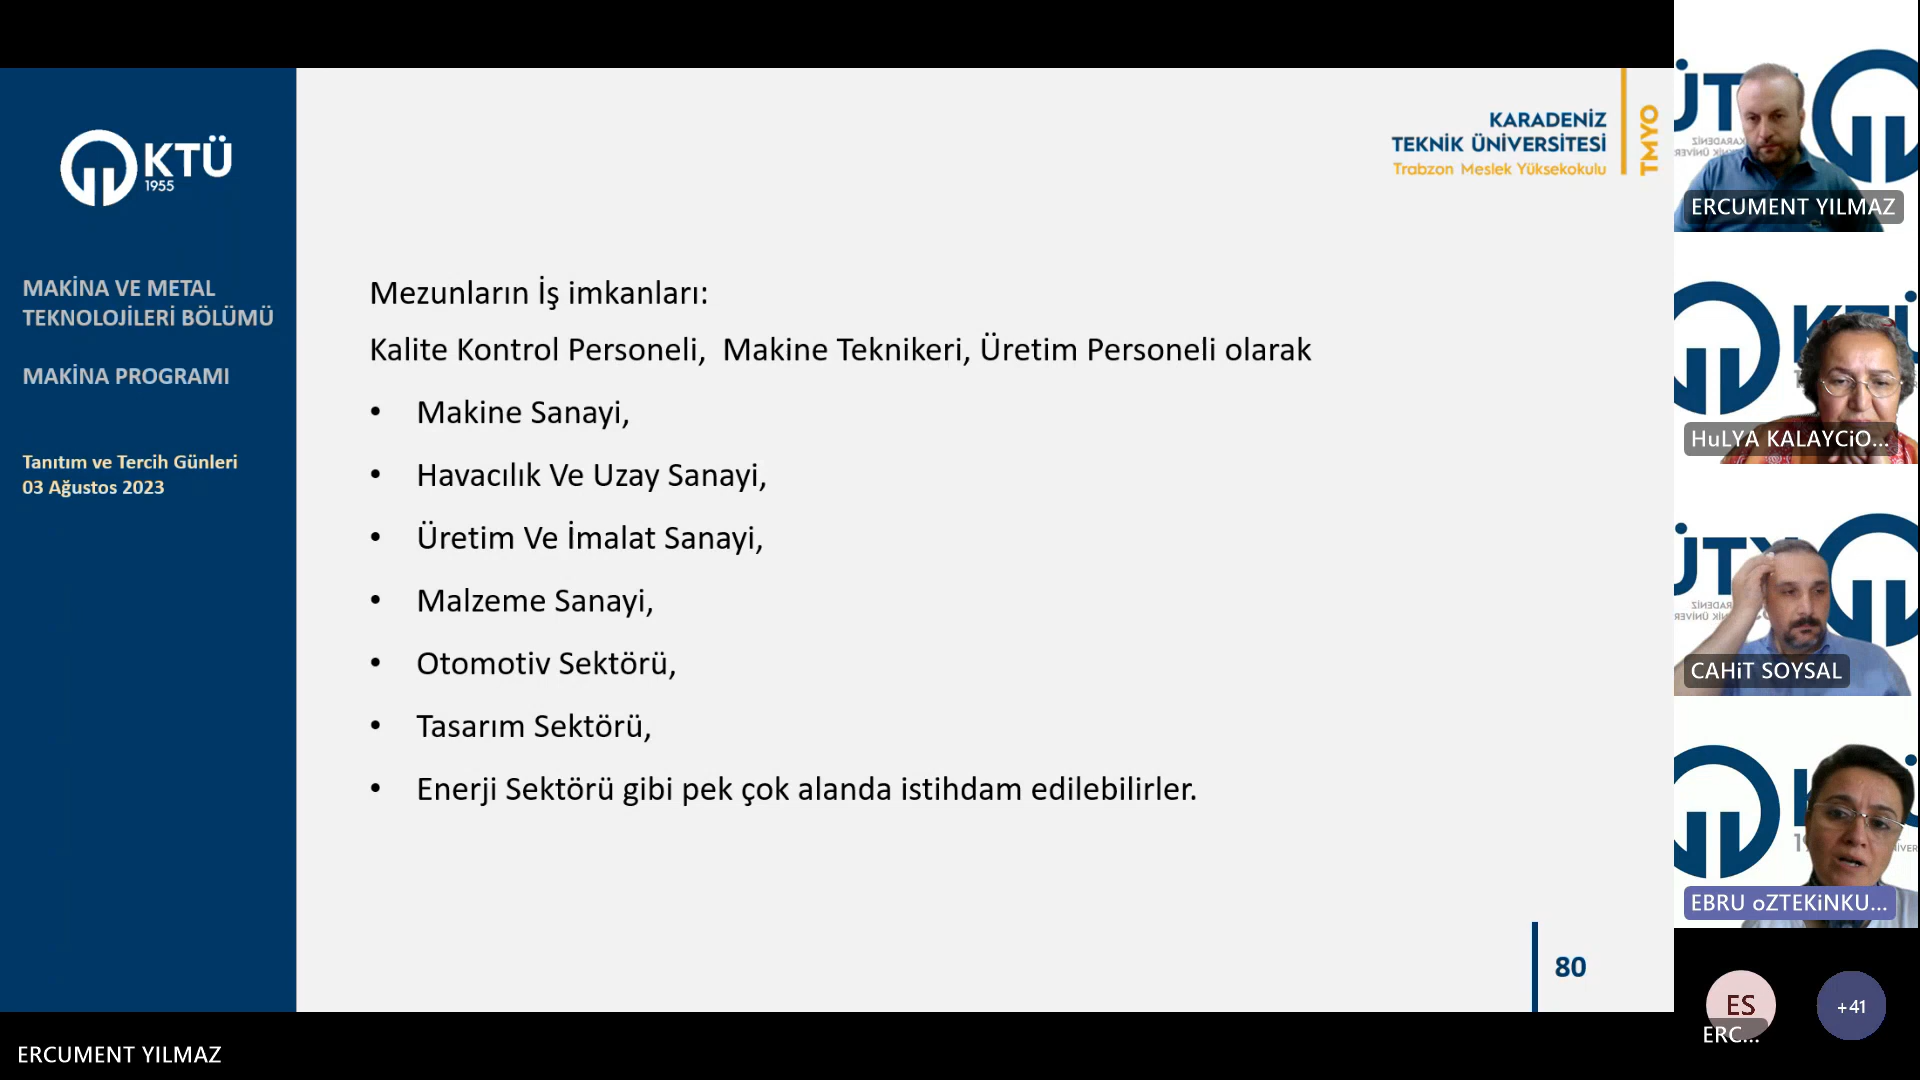 KTÜ
1955
MAKİNA VE METAL
TEKNOLOJİLERİ BÖLÜMÜ
MAKİNA PROGRAMI
Tanıtım ve Tercih Günleri
03 Ağustos 2023
KARADENİZ
TEKNİK ÜNİVERSİTESİ
Trabzon Meslek Yüksekokulu
TMYO
Mezunların İş imkanları:
Kalite Kontrol Personeli, Makine Teknikeri, Üretim Personeli olarak
• Makine Sanayi,
• Havacılık Ve Uzay Sanayi,
• Üretim Ve İmalat Sanayi,
• Malzeme Sanayi,
• Otomotiv Sektörü,
• Tasarım Sektörü,
• Enerji Sektörü gibi pek çok alanda istihdam edilebilirler.
80
ERCUMENT YILMAZ
HuLYA KALAYCiO...
CAHiT SOYSAL
EBRU oZTEKiNKU...
ES
ERC...
+41
ERCUMENT YILMAZ